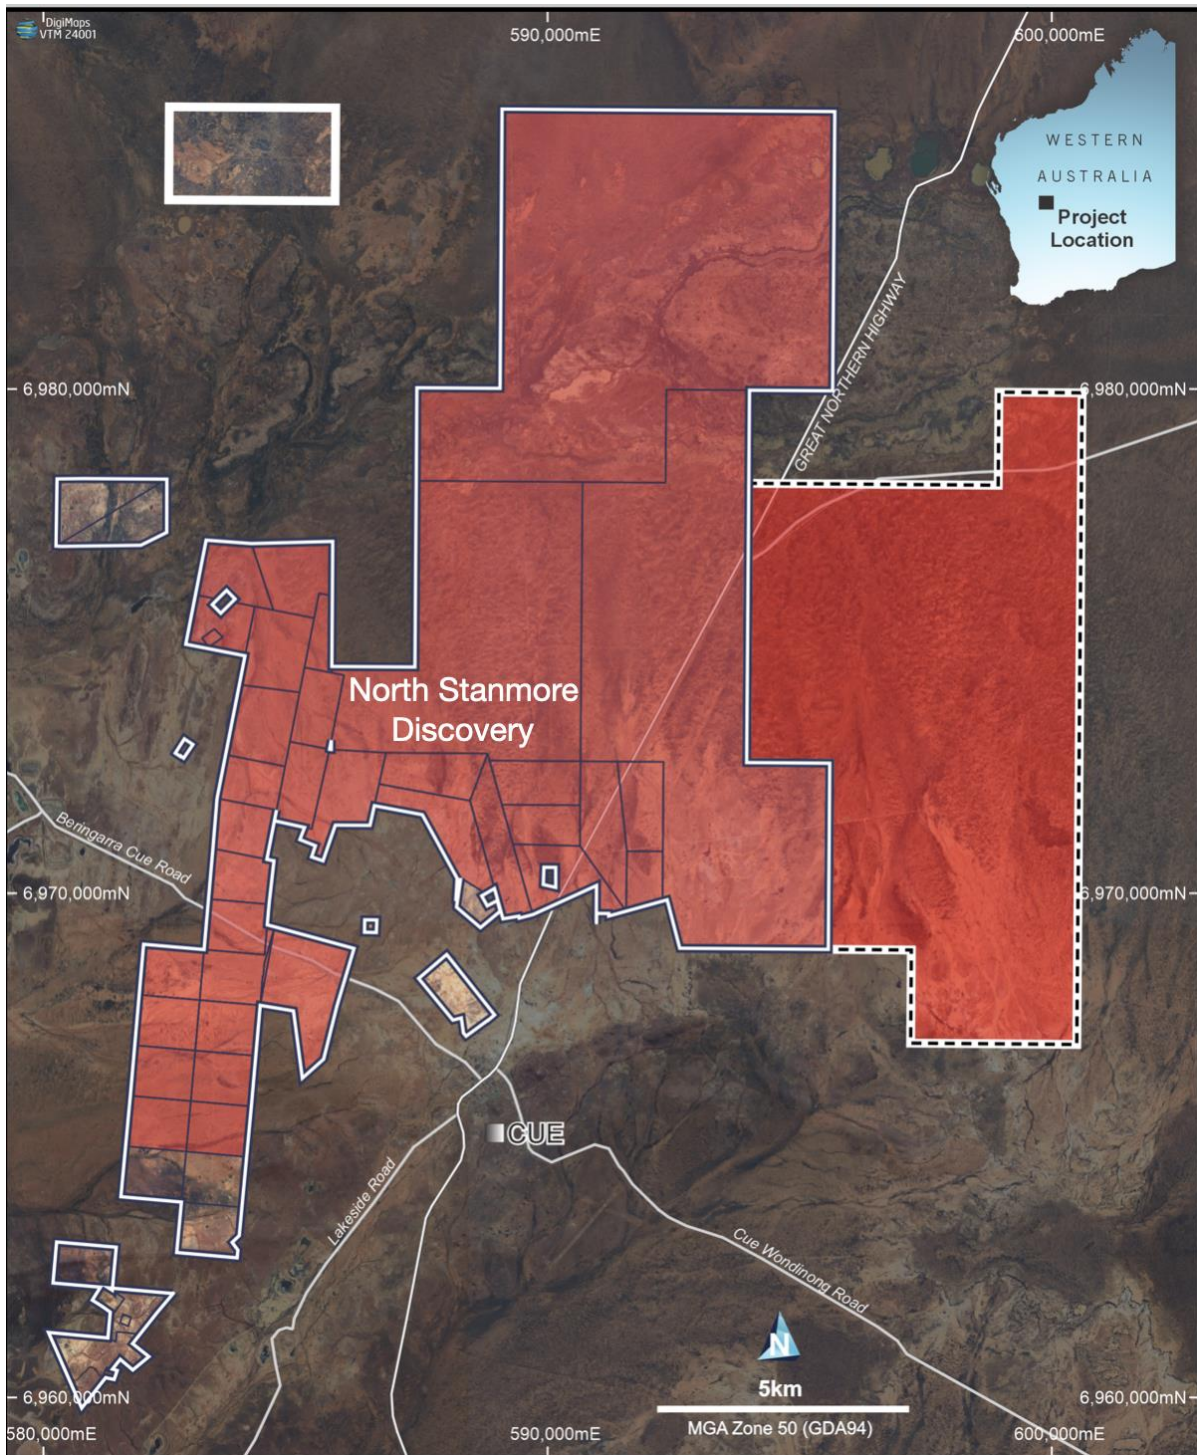 DigiMaps
VTM 24001
590,000mE
600,000mE
WESTERN
AUSTRALIA
Project
Location
GREAT NORTHERN HIGHWAY
6,980,000mN
6,980,000mN
North Stanmore
Discovery
Beringarra Cue Road
6,970,000mN
6,970,000mN
CUE
Lakeside Road
Cue Wondinong Road
N
5km
MGA Zone 50 (GDA94)
6,960,000mN
6,960,000mN
580,000mE
590,000mE
600,000mE